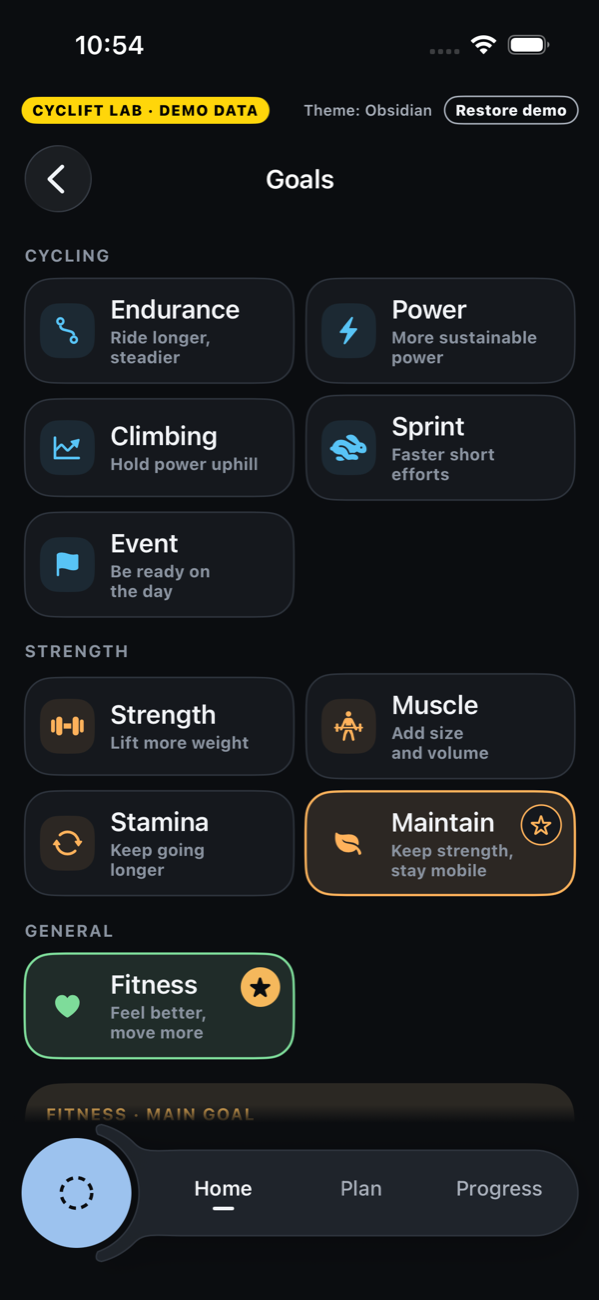 10:54
CYCLIFT LAB · DEMO DATA
Theme: Obsidian
Restore demo
Goals
CYCLING
Endurance
Ride longer,
steadier
Power
More sustainable
power
Climbing
Hold power uphill
Sprint
Faster short
efforts
Event
Be ready on
the day
STRENGTH
Strength
Lift more weight
Muscle
Add size
and volume
Stamina
Keep going
longer
Maintain
Keep strength,
stay mobile
GENERAL
Fitness
Feel better,
move more
FITNESS · MAIN GOAL
Home
Plan
Progress